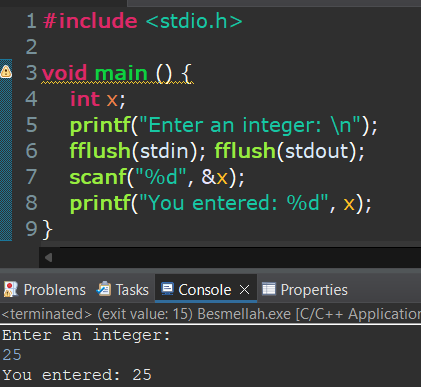 1 #include <stdio.h>
2
3 void main () {
4 int x;
5 printf("Enter an integer: \n");
6 fflush(stdin); fflush(stdout);
7 scanf("%d", &x);
8 printf("You entered: %d", x);
9 }
Problems Tasks Console × Properties
<terminated> (exit value: 15) Besmellah.exe [C/C++ Application
Enter an integer:
25
You entered: 25